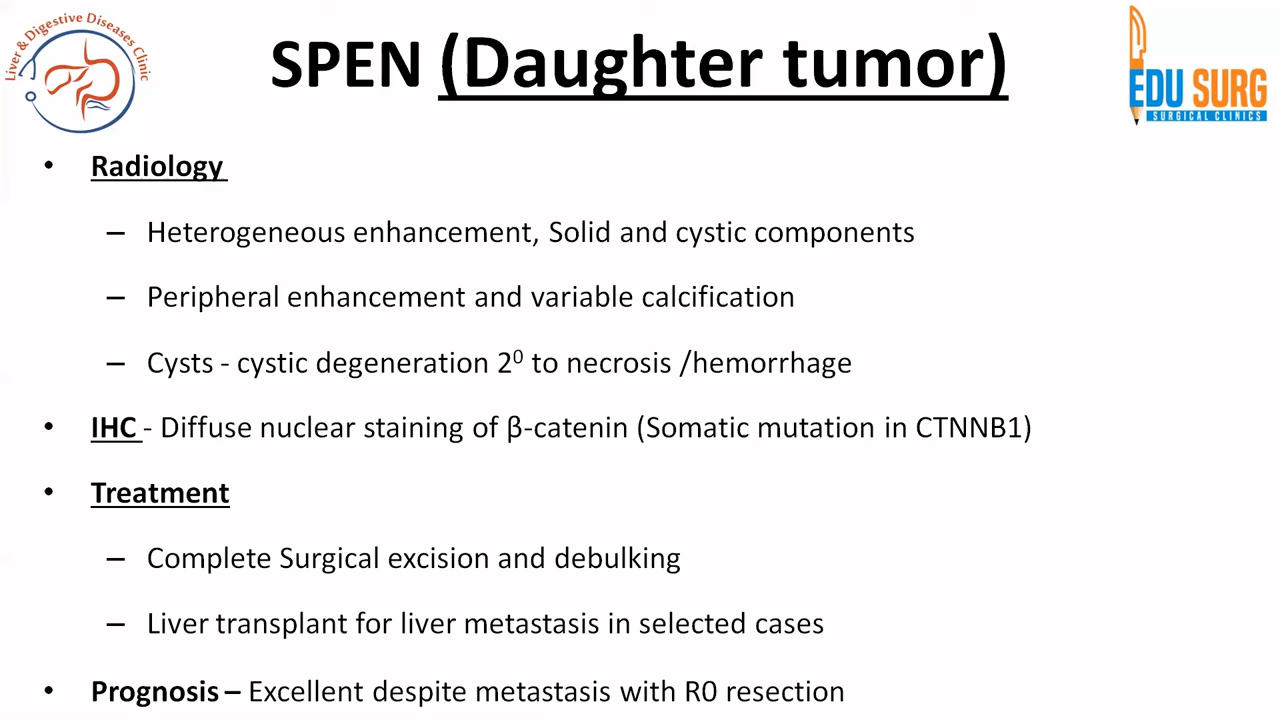 Liver & Digestive Diseases Clinic
SPEN (Daughter tumor)
EDU SURG
SURGICAL CLINICS
• Radiology
– Heterogeneous enhancement, Solid and cystic components
– Peripheral enhancement and variable calcification
– Cysts - cystic degeneration 2⁰ to necrosis /hemorrhage
• IHC - Diffuse nuclear staining of β-catenin (Somatic mutation in CTNNB1)
• Treatment
– Complete Surgical excision and debulking
– Liver transplant for liver metastasis in selected cases
• Prognosis – Excellent despite metastasis with R0 resection